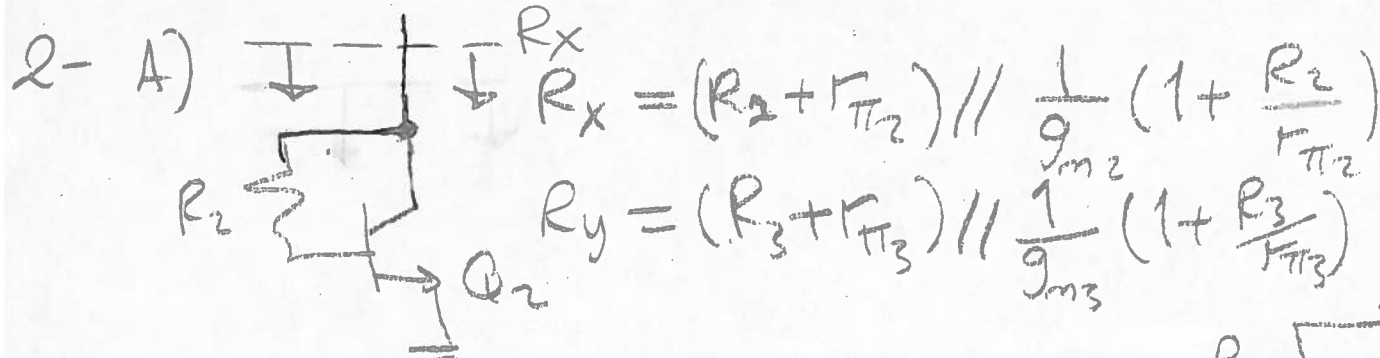 2- A) Rx
Rx = (R2 + rπ2) // 1/gm2 (1 + R2/rπ2)
R2 Ry = (R3 + rπ3) // 1/gm3 (1 + R3/rπ3)
Q2
R